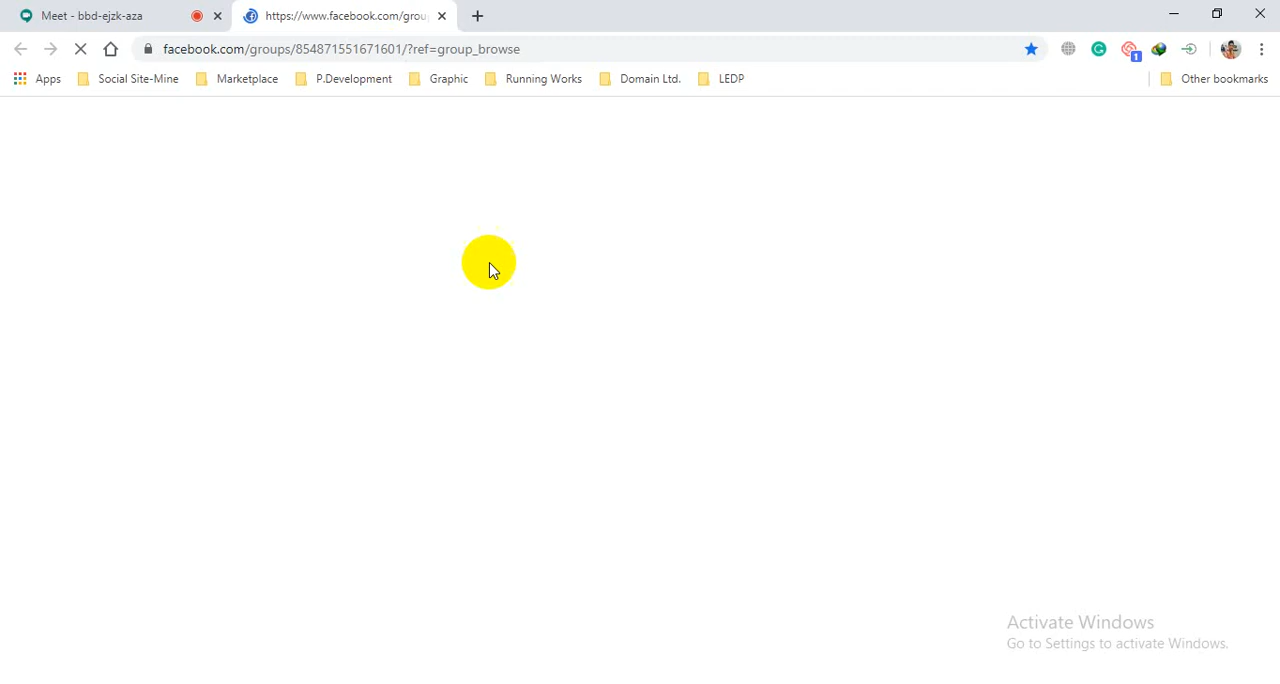 Meet - bbd-ejzk-aza
https://www.facebook.com/grou
facebook.com/groups/854871551671601/?ref=group_browse
1
Apps
Social Site-Mine
Marketplace
P.Development
Graphic
Running Works
Domain Ltd.
LEDP
Other bookmarks
Activate Windows
Go to Settings to activate Windows.